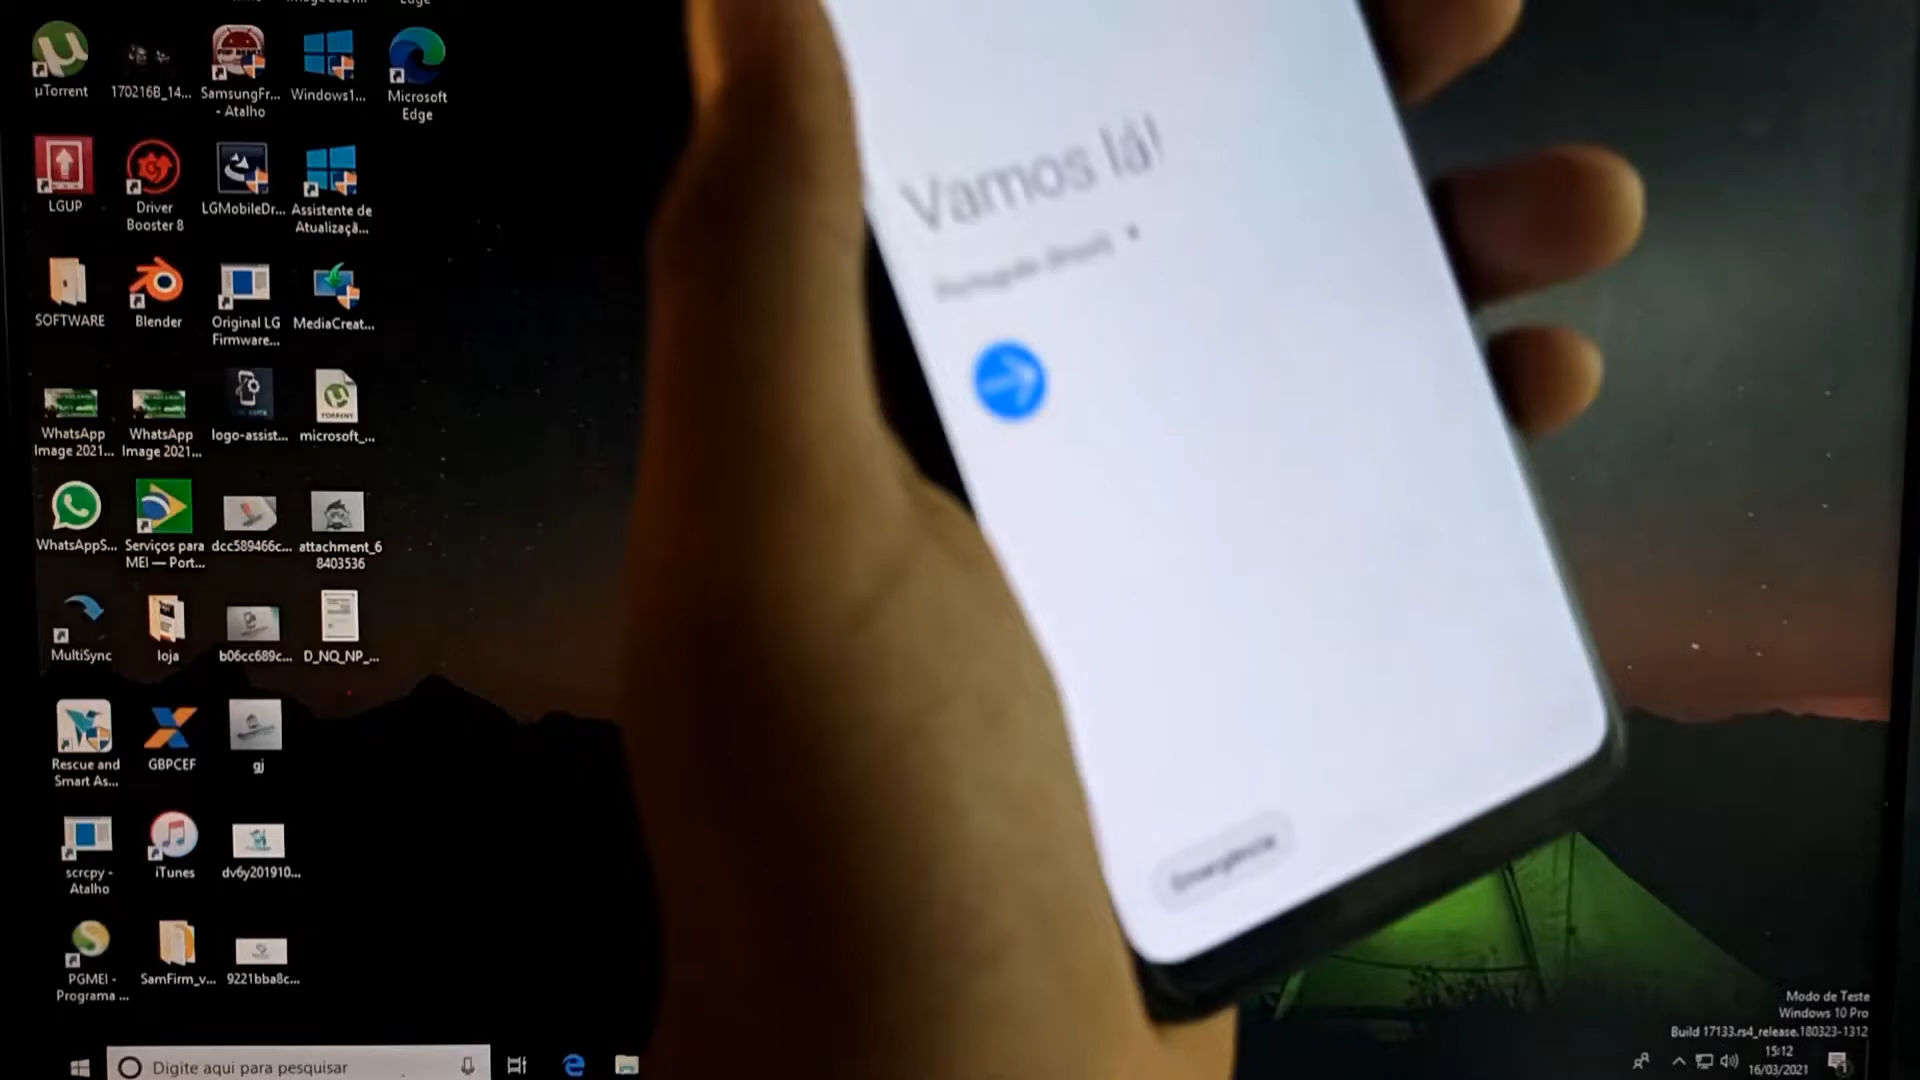 µTorrent
170216B_14...
SamsungFr...
- Atalho
Windows1...
Microsoft
Edge
LGUP
Driver
Booster 8
LGMobileDr...
Assistente de
Atualizaçã...
SOFTWARE
Blender
Original LG
Firmware...
MediaCreat...
WhatsApp
Image 2021...
WhatsApp
Image 2021...
logo-assist...
TORRENT
microsoft_...
WhatsAppS...
Serviços para
MEI — Port...
dcc589466c...
attachment_6
8403536
MultiSync
loja
b06cc689c...
D_NQ_NP_...
Rescue and
Smart As...
GBPCEF
gj
scrcpy -
Atalho
iTunes
dv6y201910...
PGMEI -
Programa ...
SamFirm_v...
9221bba8c...
Digite aqui para pesquisar
Vamos lá!
Português (Brasil)
Emergência
Modo de Teste
Windows 10 Pro
Build 17133.rs4_release.180323-1312
15:12
16/03/2021